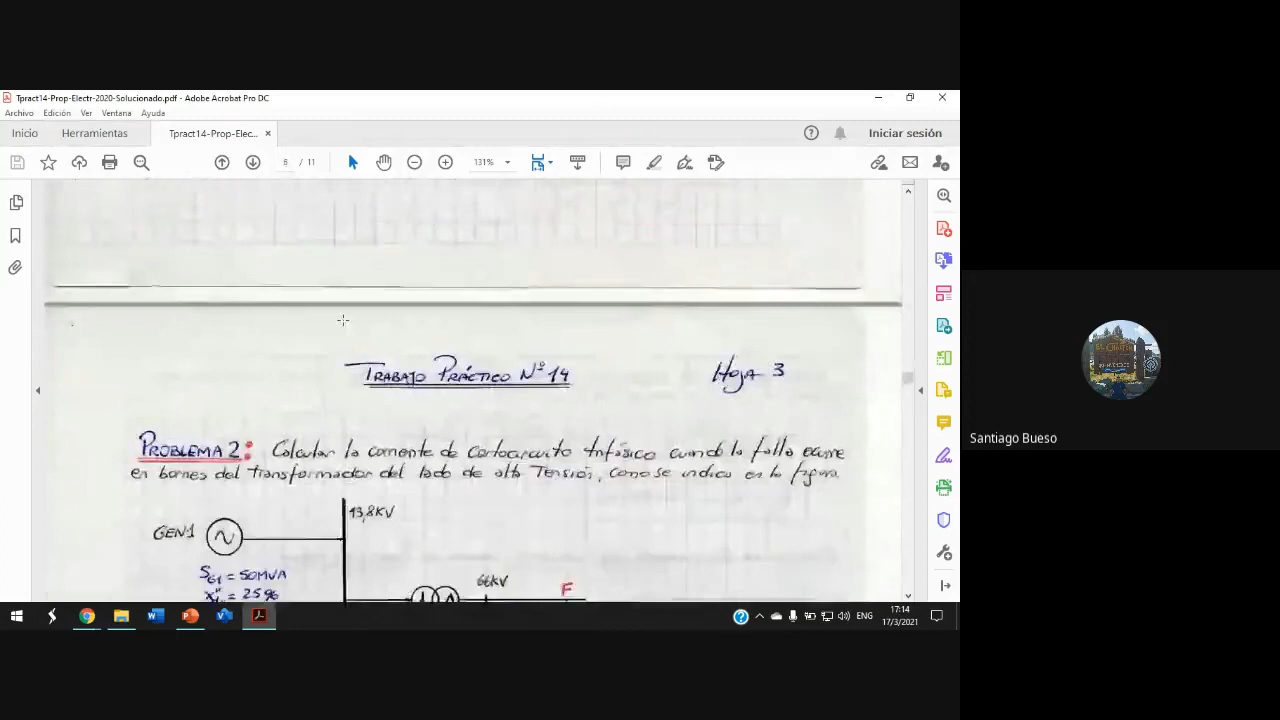 Tpract14-Prop-Electr-2020-Solucionado.pdf - Adobe Acrobat Pro DC
Archivo Edición Ver Ventana Ayuda
Inicio Herramientas Tpract14-Prop-Elec... × Iniciar sesión
8 / 11 131%
TRABAJO PRÁCTICO Nº 14 Hoja 3
PROBLEMA 2: Calcular la corriente de cortocircuito trifásico cuando la falla ocurre
en bornes del transformador del lado de alta Tensión, como se indica en la figura.
13,8KV
GEN1
SG1 = 50MVA
X"d = 25%
66KV
F
Santiago Bueso
ENG
17:14
17/3/2021